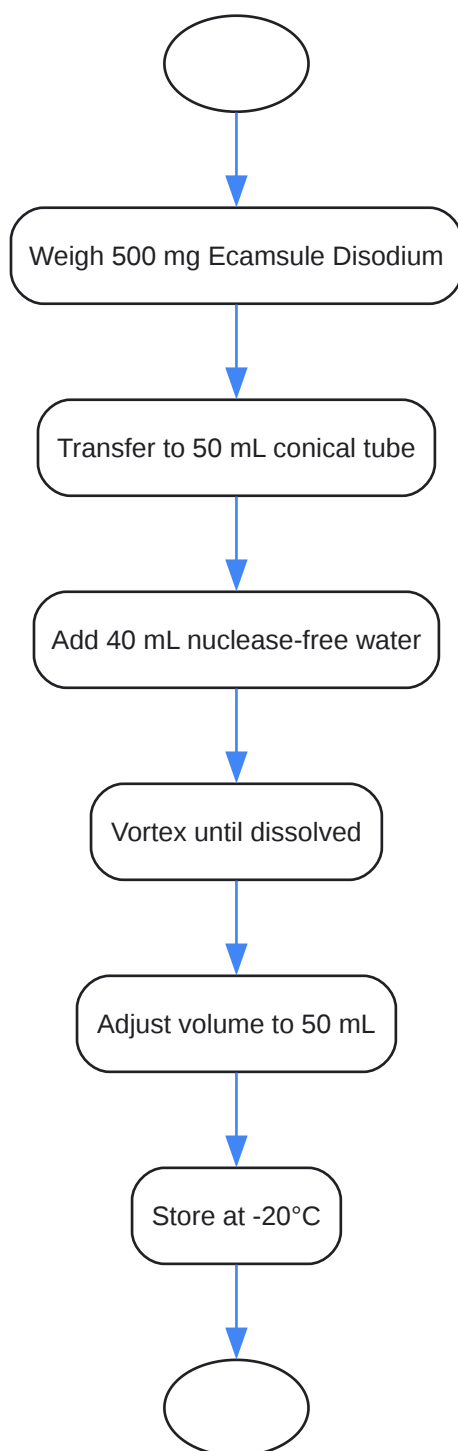 Weigh 500 mg Ecamsule Disodium
Transfer to 50 mL conical tube
Add 40 mL nuclease-free water
Vortex until dissolved
Adjust volume to 50 mL
Store at -20°C